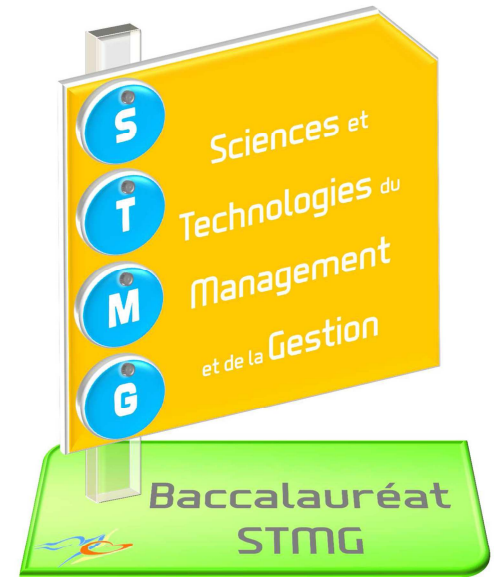 S
Sciences et
T
Technologies du
M
Management
G
et de la Gestion
Baccalauréat
STMG